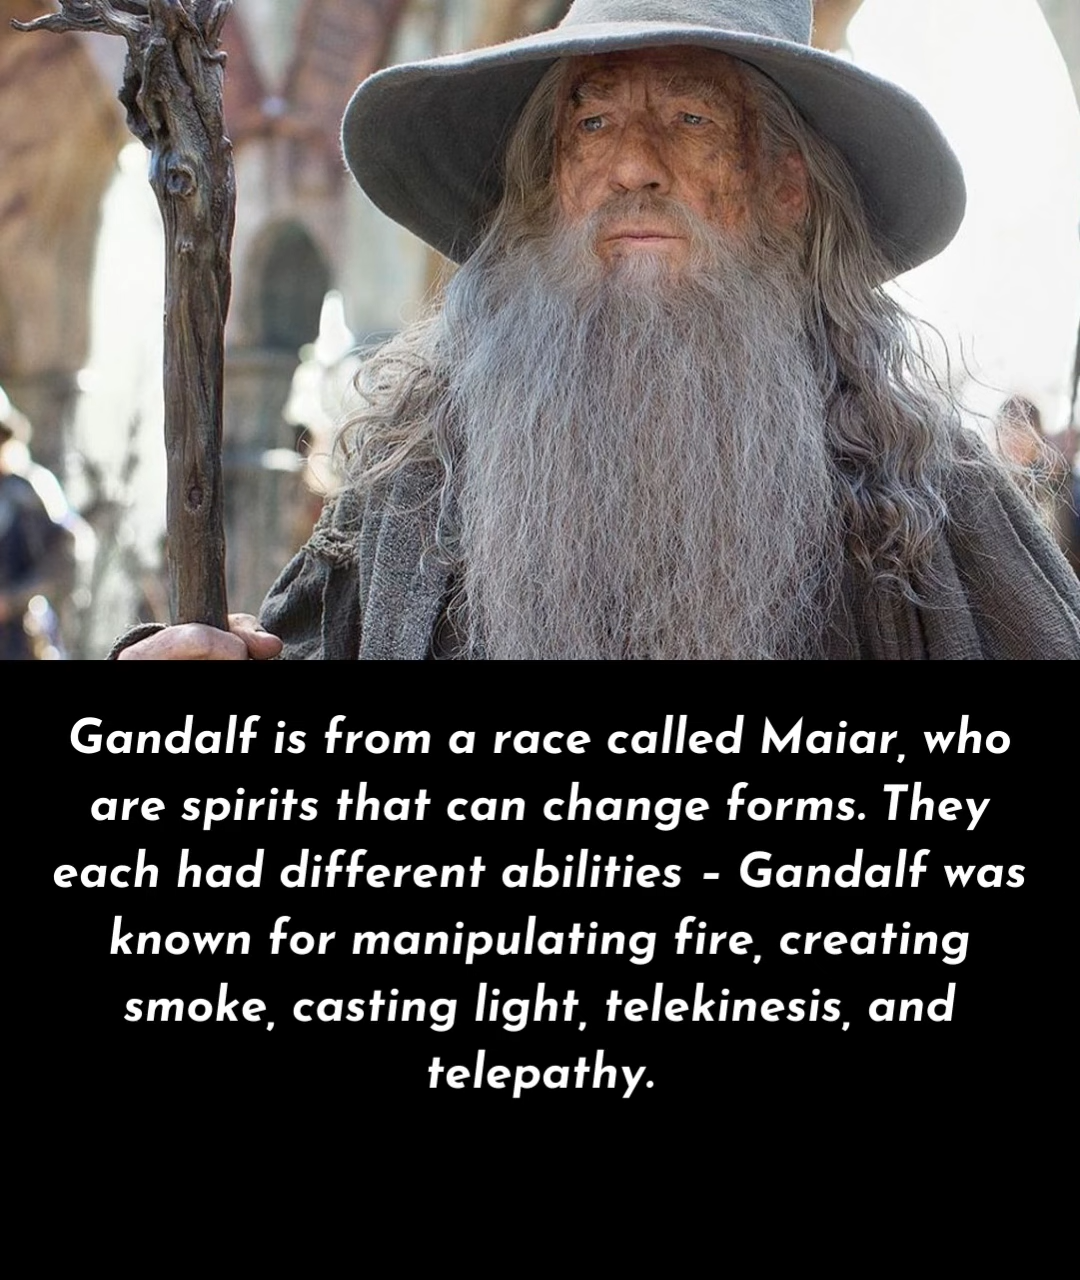 Gandalf is from a race called Maiar, who
are spirits that can change forms. They
each had different abilities – Gandalf was
known for manipulating fire, creating
smoke, casting light, telekinesis, and
telepathy.